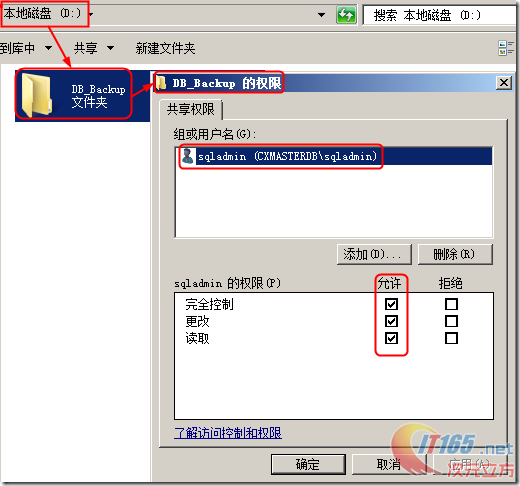 本地磁盘 (D:)
搜索 本地磁盘 (D:)
到库中
共享
新建文件夹
DB_Backup
文件夹
DB_Backup 的权限
共享权限
组或用户名(G):
sqladmin (CXMASTERDB\sqladmin)
添加(D)...
删除(R)
sqladmin 的权限(P)
允许
拒绝
完全控制
更改
读取
了解访问控制和权限
确定
取消
应用(A)
IT165.net
次元立方